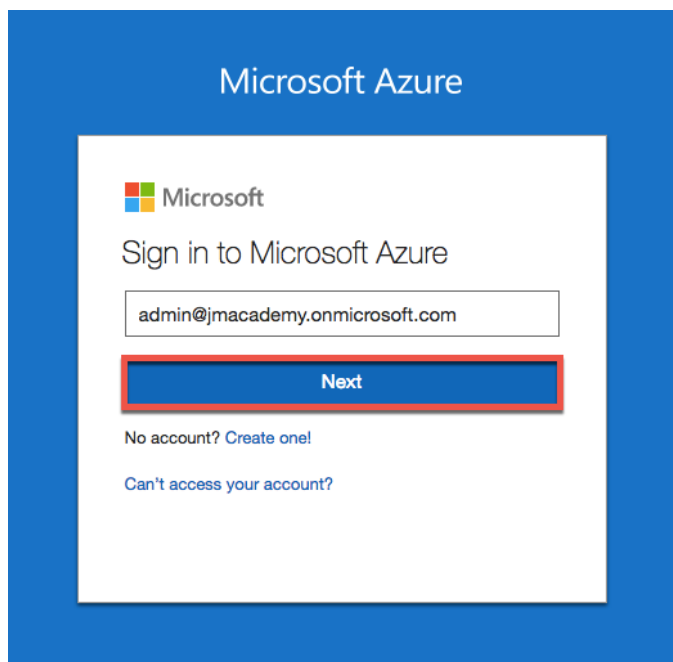 Microsoft Azure
Microsoft
Sign in to Microsoft Azure
admin@jmacademy.onmicrosoft.com
Next
No account? Create one!
Can't access your account?